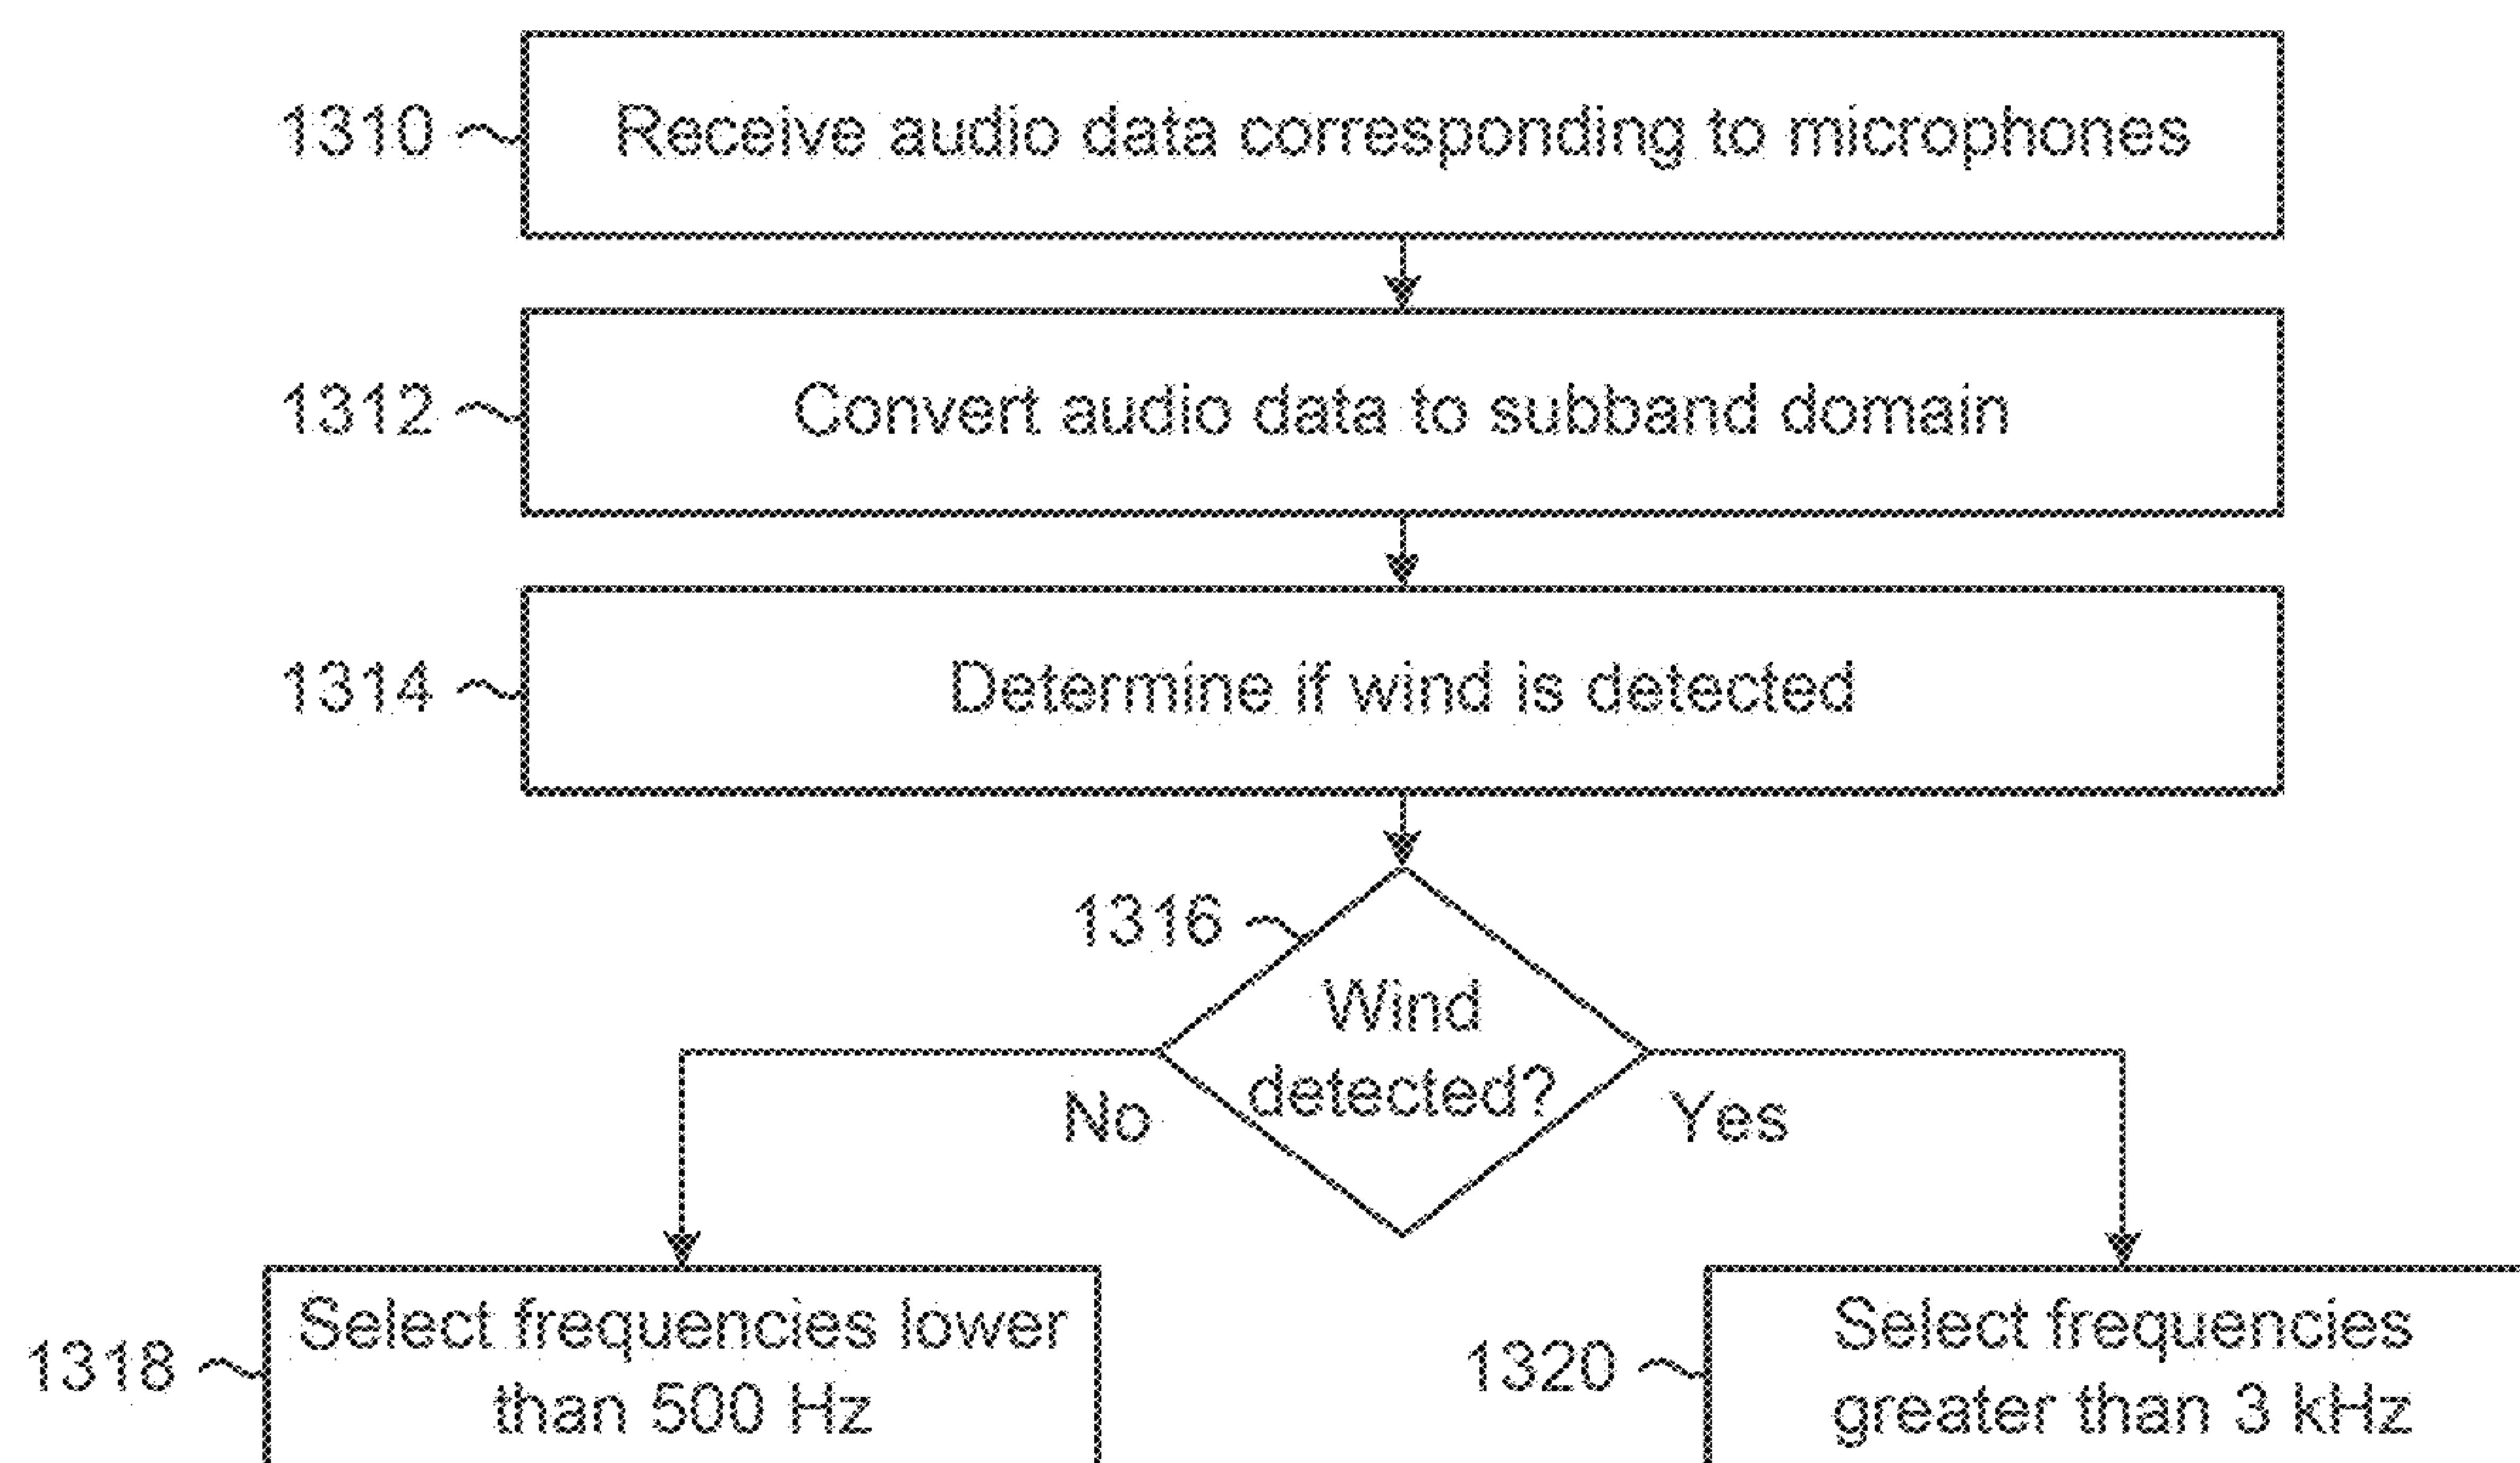 1310 Receive audio data corresponding to microphones
1312 Convert audio data to subband domain
1314 Determine if wind is detected
1316
Wind
detected?
No
Yes
1318
Select frequencies lower
than 500 Hz
1320
Select frequencies
greater than 3 kHz